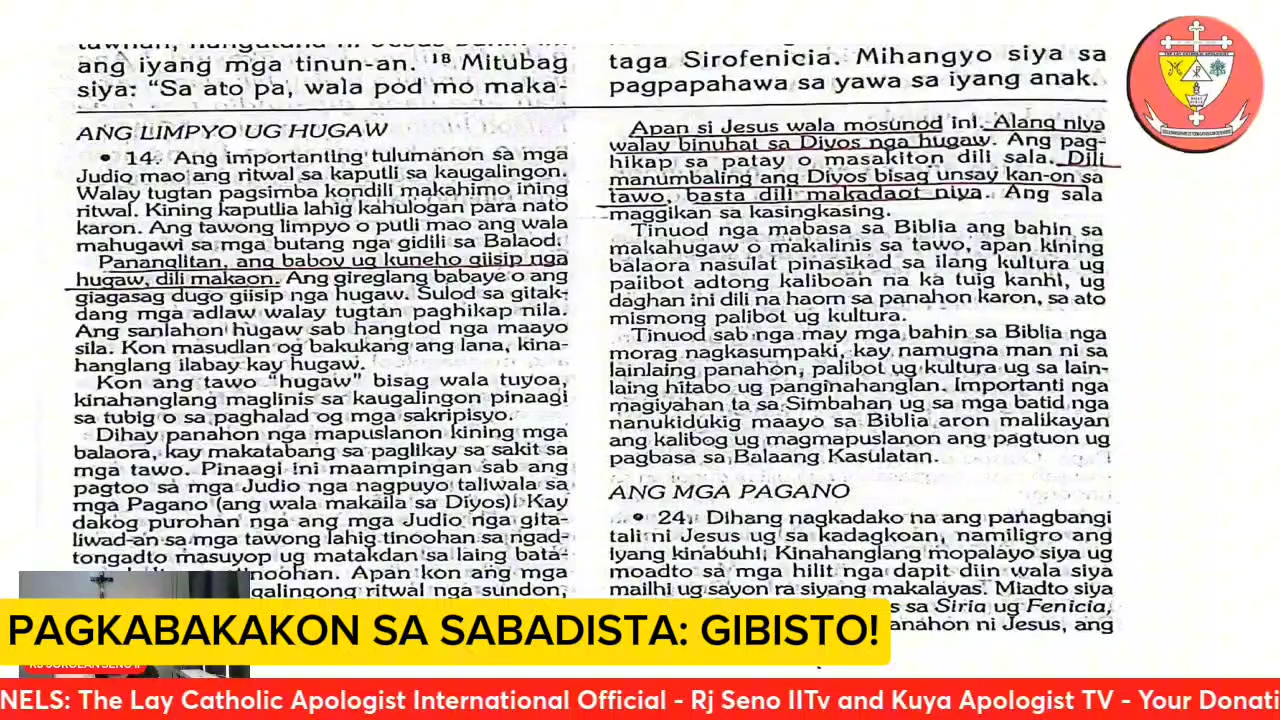 ang iyang mga tinun-an. ¹⁸ Mitubag
siya: “Sa ato pa, wala pod mo maka-
ANG LIMPYO UG HUGAW
• 14. Ang importanting tulumanon sa mga
Judio mao ang ritwal sa kaputli sa kaugalingon.
Walay tugtan pagsimba kondili makahimo ining
ritwal. Kining kaputlia lahig kahulogan para nato
karon. Ang tawong limpyo o putli mao ang wala
mahugawi sa mga butang nga gidili sa Balaod.
Pananglitan, ang baboy ug kuneho giisip nga
hugaw, dili makaon. Ang gireglang babaye o ang
giagasag dugo giisip nga hugaw. Sulod sa gitak-
dang mga adlaw walay tugtan paghikap nila.
Ang sanlahon hugaw sab hangtod nga maayo
sila. Kon masudlan og bakukang ang lana, kina-
hanglang ilabay kay hugaw.
Kon ang tawo “hugaw” bisag wala tuyoa,
kinahanglang maglinis sa kaugalingon pinaagi
sa tubig o sa paghalad og mga sakripisyo.
Dihay panahon nga mapuslanon kining mga
balaora, kay makatabang sa paglikay sa sakit sa
mga tawo. Pinaagi ini maampingan sab ang
pagtoo sa mga Judio nga nagpuyo taliwala sa
mga Pagano (ang wala makaila sa Diyos). Kay
dakog purohan nga ang mga Judio nga gita-
liwad-an sa mga tawong lahig tinoohan sa ngad-
tongadto masuyop ug matakdan sa laing bata-
tinoohan. Apan kon ang mga
galingong ritwal nga sundon,
taga Sirofenicia. Mihangyo siya sa
pagpapahawa sa yawa sa iyang anak.
Apan si Jesus wala mosunod ini. Alang niya
walay binuhat sa Diyos nga hugaw. Ang pag-
hikap sa patay o masakiton dili sala. Dili
manumbaling ang Diyos bisag unsay kan-on sa
tawo, basta dili makadaot niya. Ang sala
maggikan sa kasingkasing.
Tinuod nga mabasa sa Biblia ang bahin sa
makahugaw o makalinis sa tawo, apan kining
balaora nasulat pinasikad sa ilang kultura ug
palibot adtong kaliboan na ka tuig kanhi, ug
daghan ini dili na haom sa panahon karon, sa ato
mismong palibot ug kultura.
Tinuod sab nga may mga bahin sa Biblia nga
morag nagkasumpaki, kay namugna man ni sa
lainlaing panahon, palibot ug kultura ug sa lain-
laing hitabo ug panginahanglan. Importanti nga
magiyahan ta sa Simbahan ug sa mga batid nga
nanukidukig maayo sa Biblia aron malikayan
ang kalibog ug magmapuslanon ang pagtuon ug
pagbasa sa Balaang Kasulatan.
ANG MGA PAGANO
• 24. Dihang nagkadako na ang panagbangi
tali ni Jesus ug sa kadagkoan, namiligro ang
iyang kinabuhi. Kinahanglang mopalayo siya ug
moadto sa mga hilit nga dapit diin wala siya
mailhi ug sayon ra siyang makalayas. Miadto siya
s sa Siria ug Fenicia,
anahon ni Jesus, ang
PAGKABAKAKON SA SABADISTA: GIBISTO!
NELS: The Lay Catholic Apologist International Official - Rj Seno IITv and Kuya Apologist TV - Your Donati